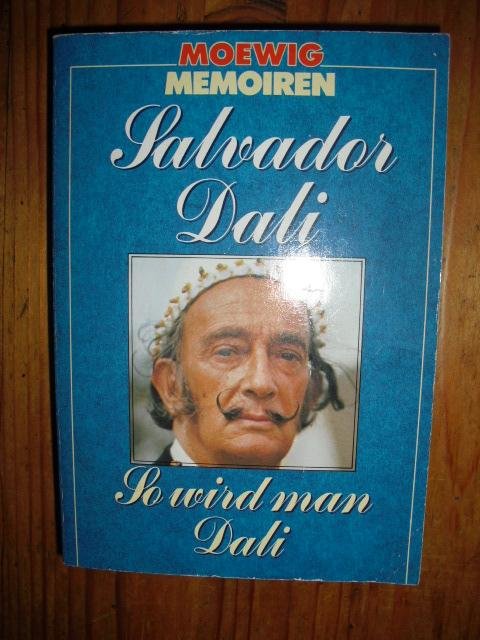 MOEWIG
MEMOIREN
Salvador
Dali
So wird man
Dali